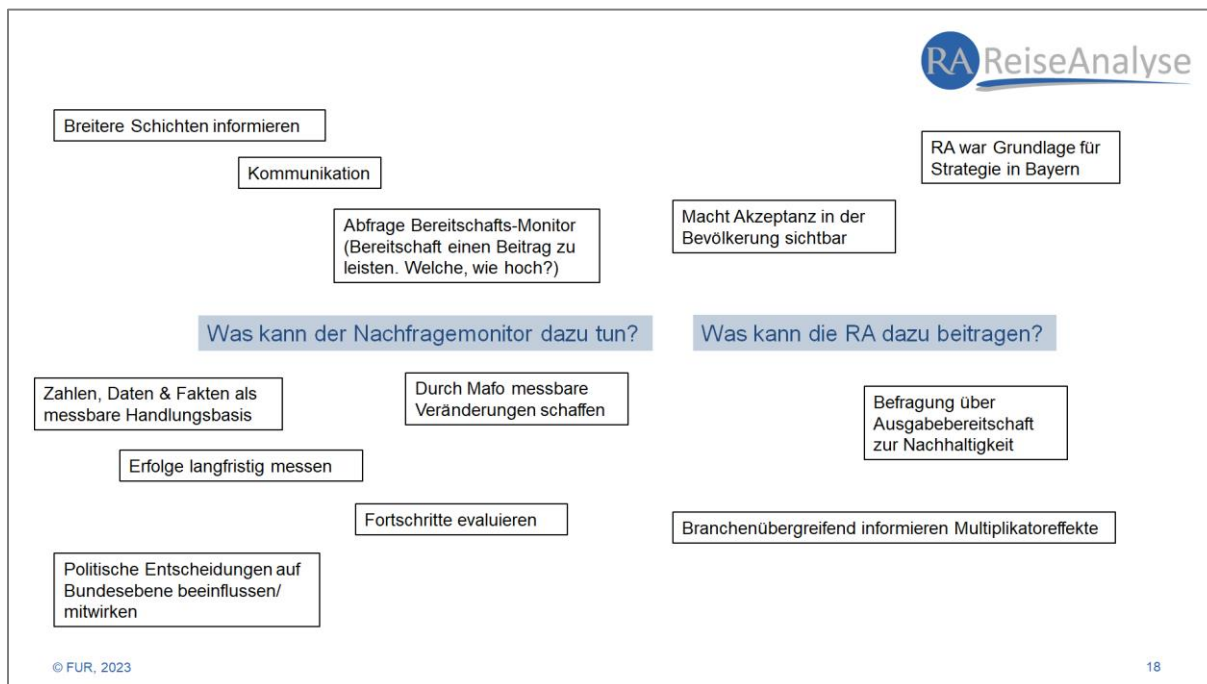 RA ReiseAnalyse
Breitere Schichten informieren
Kommunikation
Abfrage Bereitschafts-Monitor
(Bereitschaft einen Beitrag zu
leisten. Welche, wie hoch?)
RA war Grundlage für
Strategie in Bayern
Macht Akzeptanz in der
Bevölkerung sichtbar
Was kann der Nachfragemonitor dazu tun?
Was kann die RA dazu beitragen?
Zahlen, Daten & Fakten als
messbare Handlungsbasis
Durch Mafo messbare
Veränderungen schaffen
Erfolge langfristig messen
Fortschritte evaluieren
Politische Entscheidungen auf
Bundesebene beeinflussen/
mitwirken
Befragung über
Ausgabebereitschaft
zur Nachhaltigkeit
Branchenübergreifend informieren Multiplikatoreffekte
© FUR, 2023
18